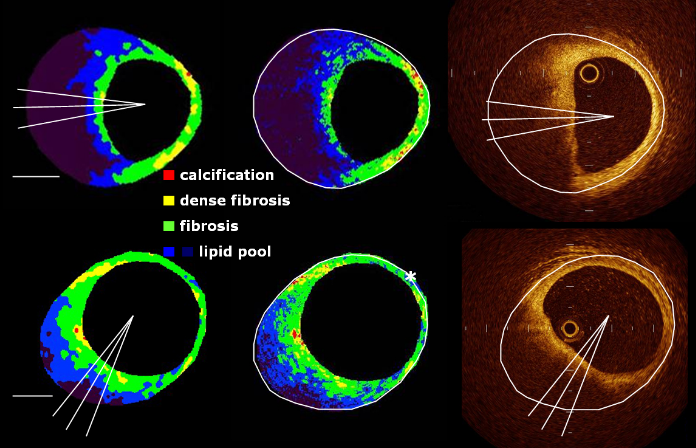 calcification
dense fibrosis
fibrosis
lipid pool
*